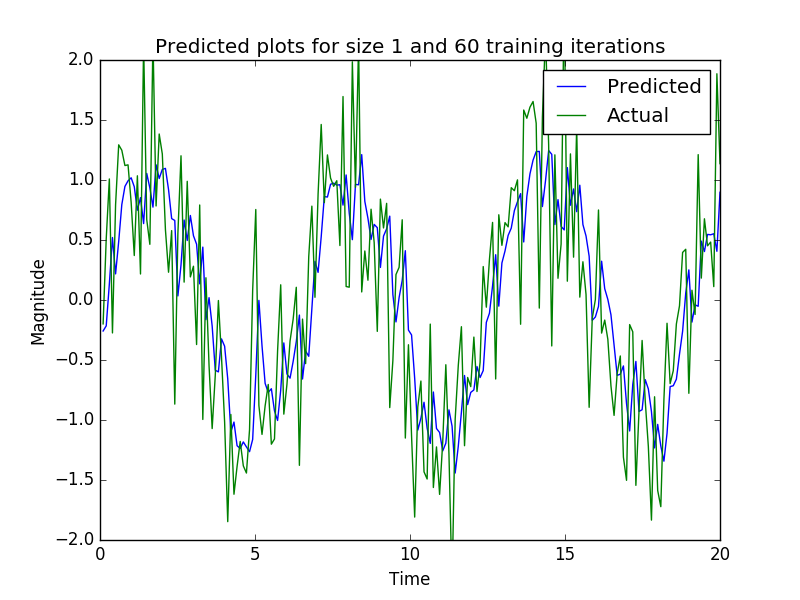 Predicted plots for size 1 and 60 training iterations
Predicted
Actual
2.0
1.5
1.0
0.5
0.0
−0.5
−1.0
−1.5
−2.0
Magnitude
0 5 10 15 20
Time